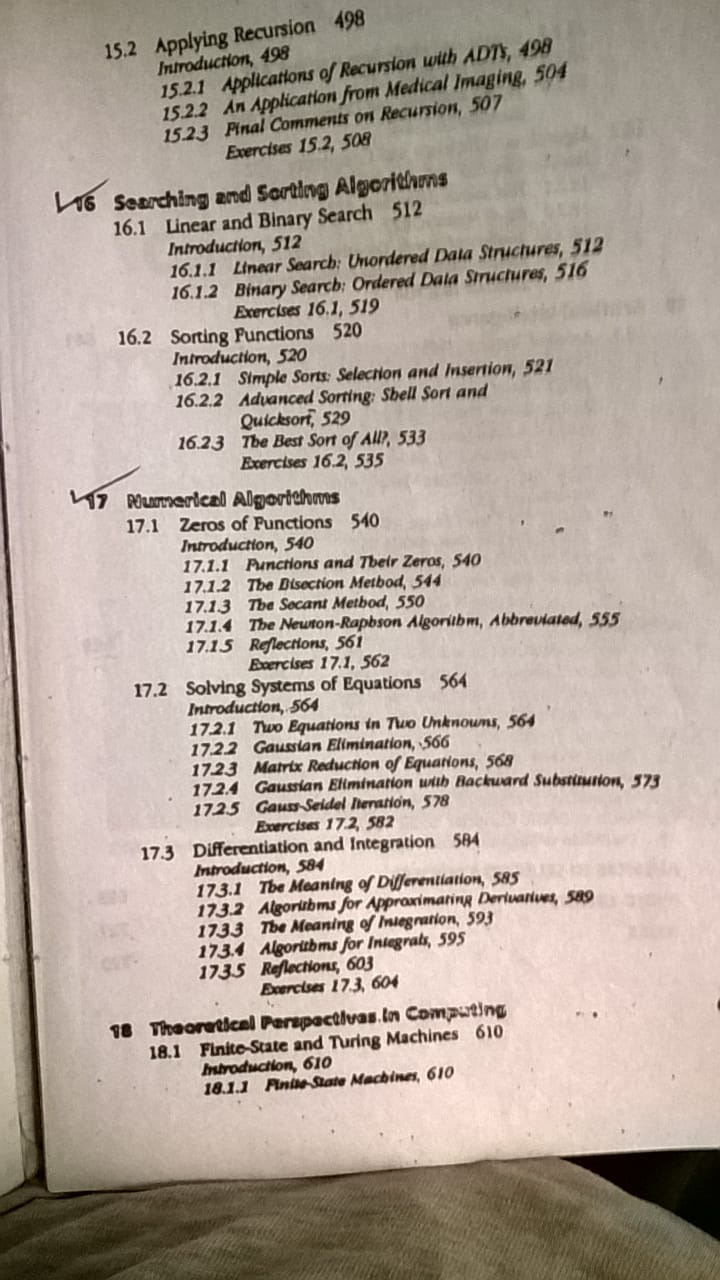 15.2 Applying Recursion 498
Introduction, 498
15.2.1 Applications of Recursion with ADTs, 498
15.2.2 An Application from Medical Imaging, 504
15.2.3 Final Comments on Recursion, 507
Exercises 15.2, 508
16 Searching and Sorting Algorithms
16.1 Linear and Binary Search 512
Introduction, 512
16.1.1 Linear Search: Unordered Data Structures, 512
16.1.2 Binary Search: Ordered Data Structures, 516
Exercises 16.1, 519
16.2 Sorting Functions 520
Introduction, 520
16.2.1 Simple Sorts: Selection and Insertion, 521
16.2.2 Advanced Sorting: Shell Sort and
Quicksort, 529
16.2.3 The Best Sort of All?, 533
Exercises 16.2, 535
17 Numerical Algorithms
17.1 Zeros of Functions 540
Introduction, 540
17.1.1 Functions and Their Zeros, 540
17.1.2 The Bisection Method, 544
17.1.3 The Secant Method, 550
17.1.4 The Newton-Raphson Algorithm, Abbreviated, 555
17.1.5 Reflections, 561
Exercises 17.1, 562
17.2 Solving Systems of Equations 564
Introduction, 564
17.2.1 Two Equations in Two Unknowns, 564
17.2.2 Gaussian Elimination, 566
17.2.3 Matrix Reduction of Equations, 568
17.2.4 Gaussian Elimination with Backward Substitution, 573
17.2.5 Gauss-Seidel Iteration, 578
Exercises 17.2, 582
17.3 Differentiation and Integration 584
Introduction, 584
17.3.1 The Meaning of Differentiation, 585
17.3.2 Algorithms for Approximating Derivatives, 589
17.3.3 The Meaning of Integration, 593
17.3.4 Algorithms for Integrals, 595
17.3.5 Reflections, 603
Exercises 17.3, 604
18 Theoretical Perspectives in Computing
18.1 Finite-State and Turing Machines 610
Introduction, 610
18.1.1 Finite-State Machines, 610